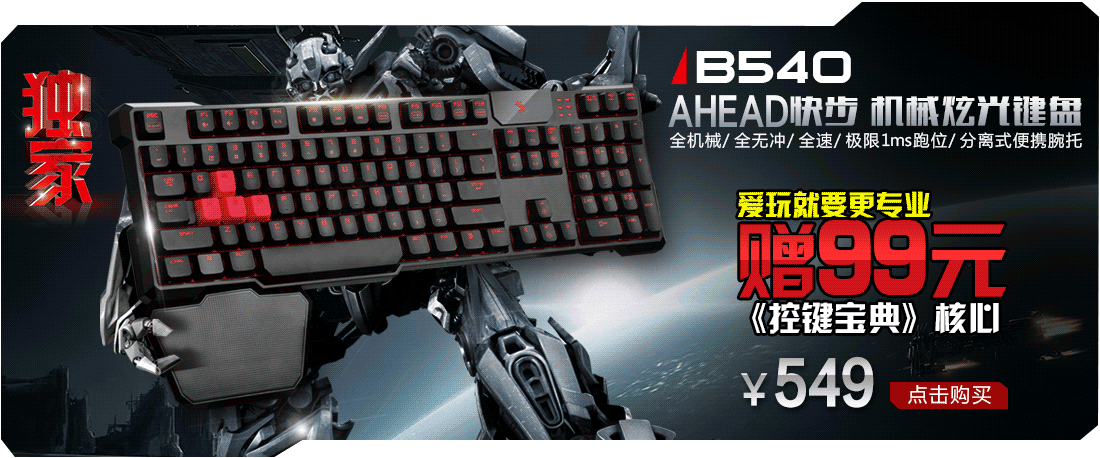 独家
B540
AHEAD快步 机械炫光键盘
全机械/ 全无冲/ 全速/ 极限1ms跑位/ 分离式便携腕托
爱玩就要更专业
赠99元
《控键宝典》核心
￥549
点击购买